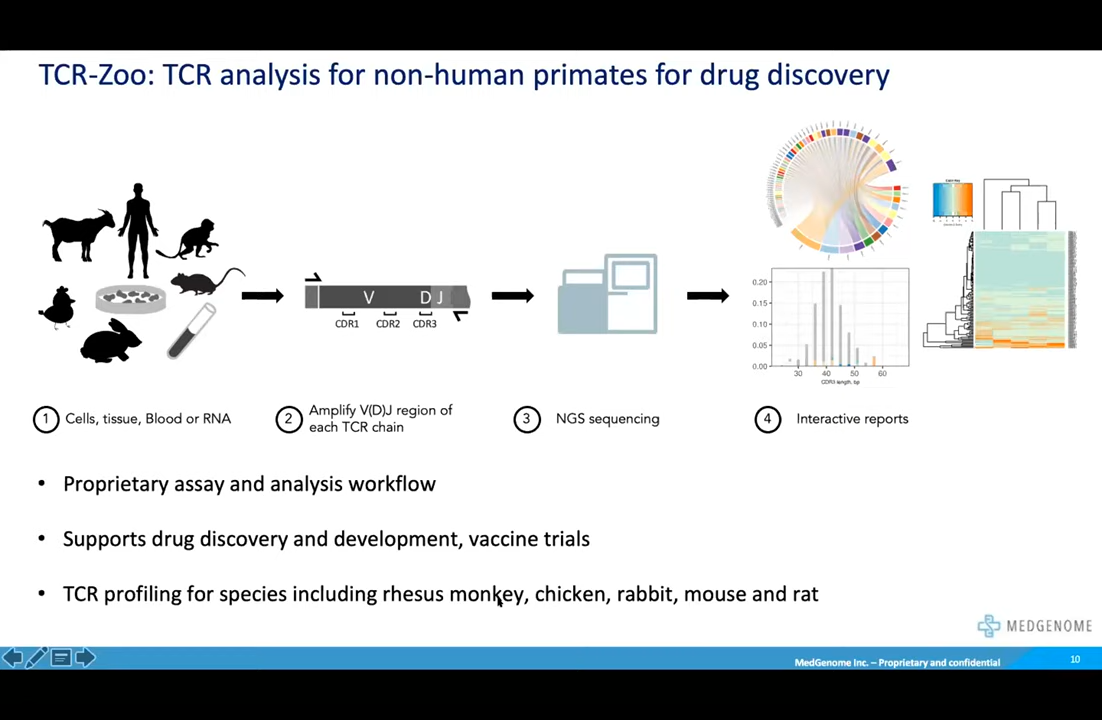 TCR-Zoo: TCR analysis for non-human primates for drug discovery
V
D J
CDR1
CDR2
CDR3
0.20
0.15
0.10
0.05
0.00
30
40
60
CDR3 length, bp
1
Cells, tissue, Blood or RNA
2
Amplify V(D)J region of
each TCR chain
3
NGS sequencing
4
Interactive reports
• Proprietary assay and analysis workflow
• Supports drug discovery and development, vaccine trials
• TCR profiling for species including rhesus monkey, chicken, rabbit, mouse and rat
MEDGENOME
MedGenome Inc. – Proprietary and confidential
10